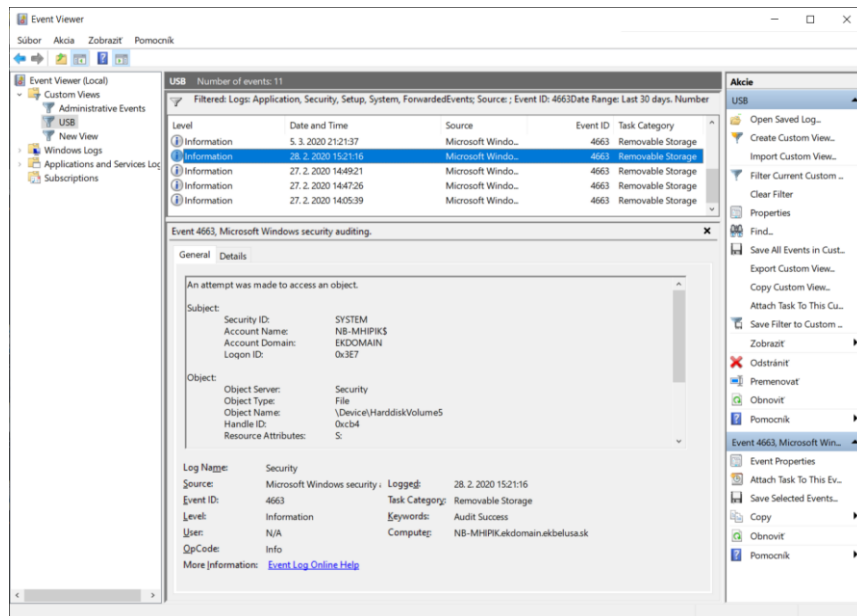 Event Viewer
Súbor Akcia Zobraziť Pomocník
Event Viewer (Local)
Custom Views
Administrative Events
USB
New View
Windows Logs
Applications and Services Log
Subscriptions
USB Number of events: 11
Filtered: Logs: Application, Security, Setup, System, ForwardedEvents; Source: ; Event ID: 4663Date Range: Last 30 days. Number
Level Date and Time Source Event ID Task Category
Information 5. 3. 2020 21:21:37 Microsoft Windo... 4663 Removable Storage
Information 28. 2. 2020 15:21:16 Microsoft Windo... 4663 Removable Storage
Information 27. 2. 2020 14:49:21 Microsoft Windo... 4663 Removable Storage
Information 27. 2. 2020 14:47:26 Microsoft Windo... 4663 Removable Storage
Information 27. 2. 2020 14:05:39 Microsoft Windo... 4663 Removable Storage
Event 4663, Microsoft Windows security auditing.
General Details
An attempt was made to access an object.
Subject:
Security ID: SYSTEM
Account Name: NB-MHIPIK$
Account Domain: EKDOMAIN
Logon ID: 0x3E7
Object:
Object Server: Security
Object Type: File
Object Name: \Device\HarddiskVolume5
Handle ID: 0xcb4
Resource Attributes: S:
Log Name: Security
Source: Microsoft Windows security Logged: 28. 2. 2020 15:21:16
Event ID: 4663 Task Category: Removable Storage
Level: Information Keywords: Audit Success
User: N/A Computer: NB-MHIPIK.ekdomain.ekbelusa.sk
OpCode: Info
More Information: Event Log Online Help
Akcie
USB
Open Saved Log...
Create Custom View...
Import Custom View...
Filter Current Custom ...
Clear Filter
Properties
Find...
Save All Events in Cust...
Export Custom View...
Copy Custom View...
Attach Task To This Cu...
Save Filter to Custom ...
Zobraziť
Odstrániť
Premenovať
Obnoviť
Pomocník
Event 4663, Microsoft Win...
Event Properties
Attach Task To This Ev...
Save Selected Events...
Copy
Obnoviť
Pomocník